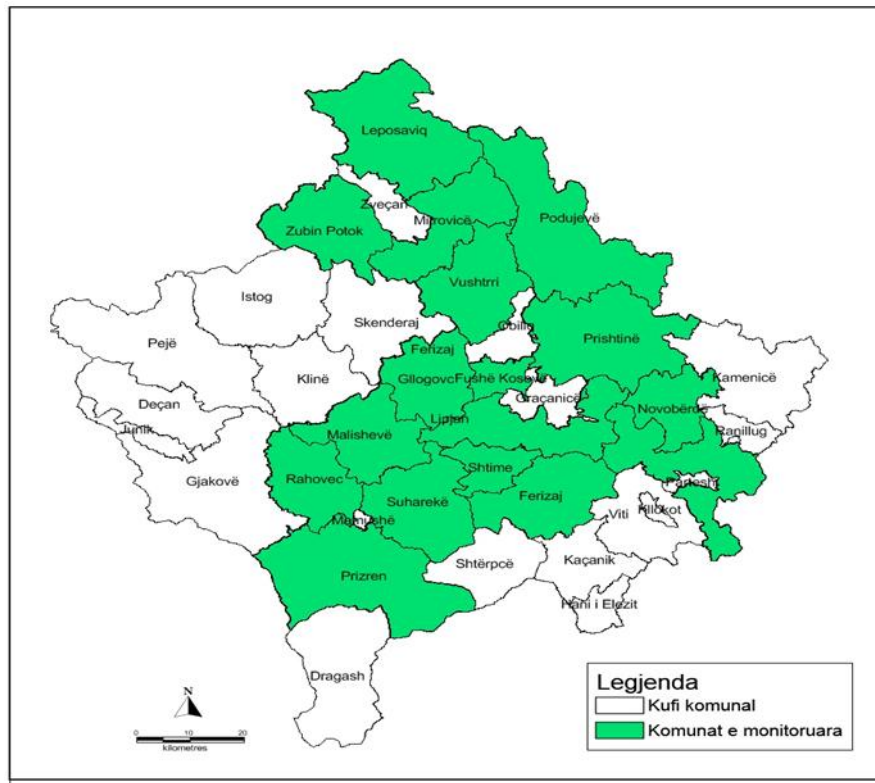 Leposaviq
Zveçan
Mitrovicë
Podujevë
Zubin Potok
Vushtrri
Istog
Skenderaj
Obiliq
Pejë
Prishtinë
Ferizaj
Klinë
Gllogovc
Fushë Kosovë
Kamenicë
Graçanicë
Deçan
Novobërdë
Lipjan
Malishevë
Ranillug
Junik
Shtime
Gjakovë
Rahovec
Suharekë
Ferizaj
Partesh
Viti
Kllokot
Mamushë
Shtërpcë
Kaçanik
Prizren
Hani i Elezit
Dragash
N
10 0 10 20
kilometres
Legjenda
Kufi komunal
Komunat e monitoruara